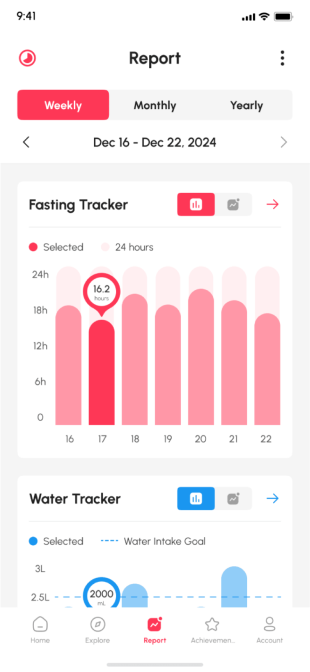 9:41
Report
Weekly Monthly Yearly
Dec 16 - Dec 22, 2024
Fasting Tracker
Selected 24 hours
24h
16.2
hours
18h
12h
6h
0
16 17 18 19 20 21 22
Water Tracker
Selected Water Intake Goal
3L
2.5L
2000
mL
Home Explore Report Achievemen... Account